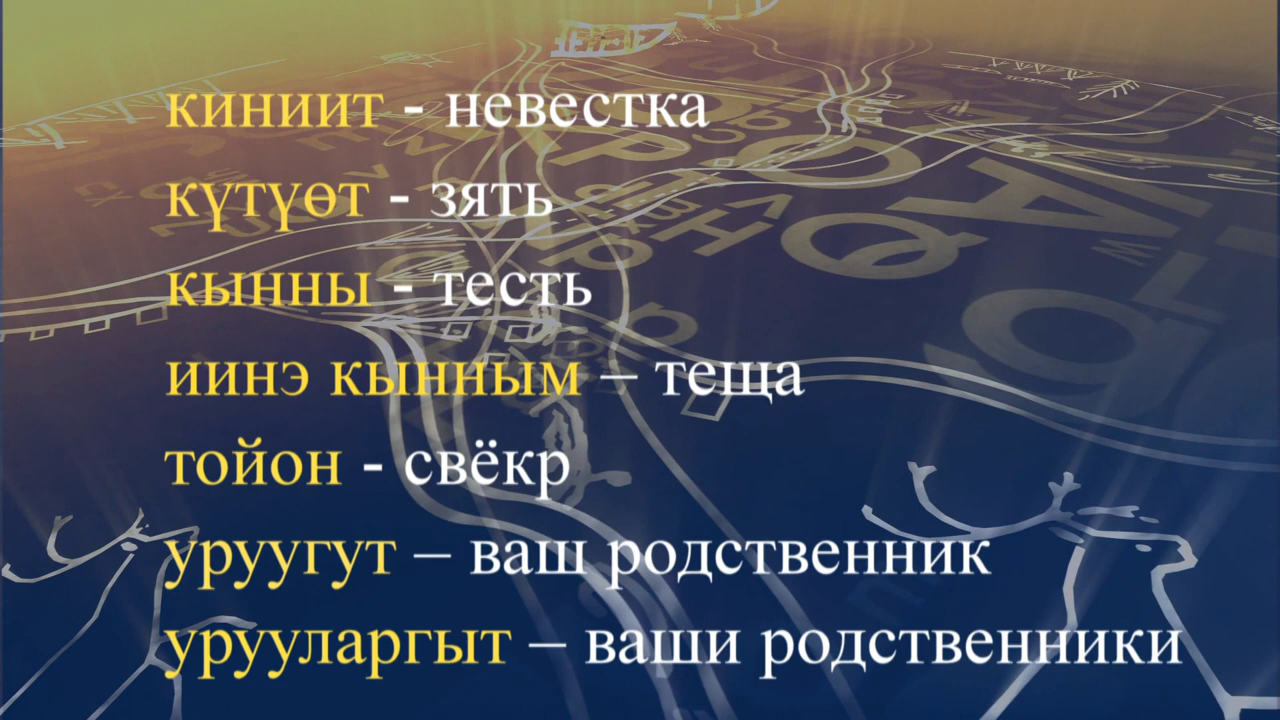 киниит - невестка
күтүөт - зять
кынны - тесть
иинэ кынным – теща
тойон - свёкр
уруугут – ваш родственник
урууларгыт – ваши родственники